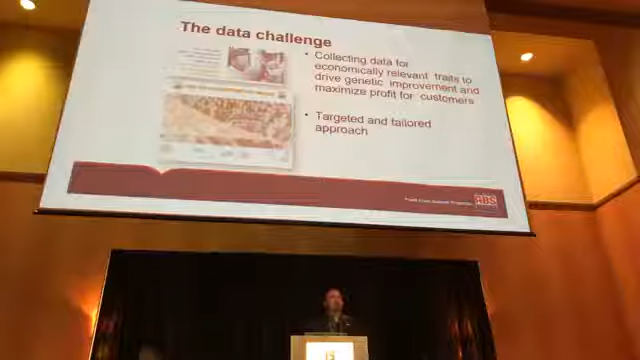 The data challenge
• Collecting data for
economically relevant traits to
drive genetic improvement and
maximize profit for customers
• Targeted and tailored
approach
ABS